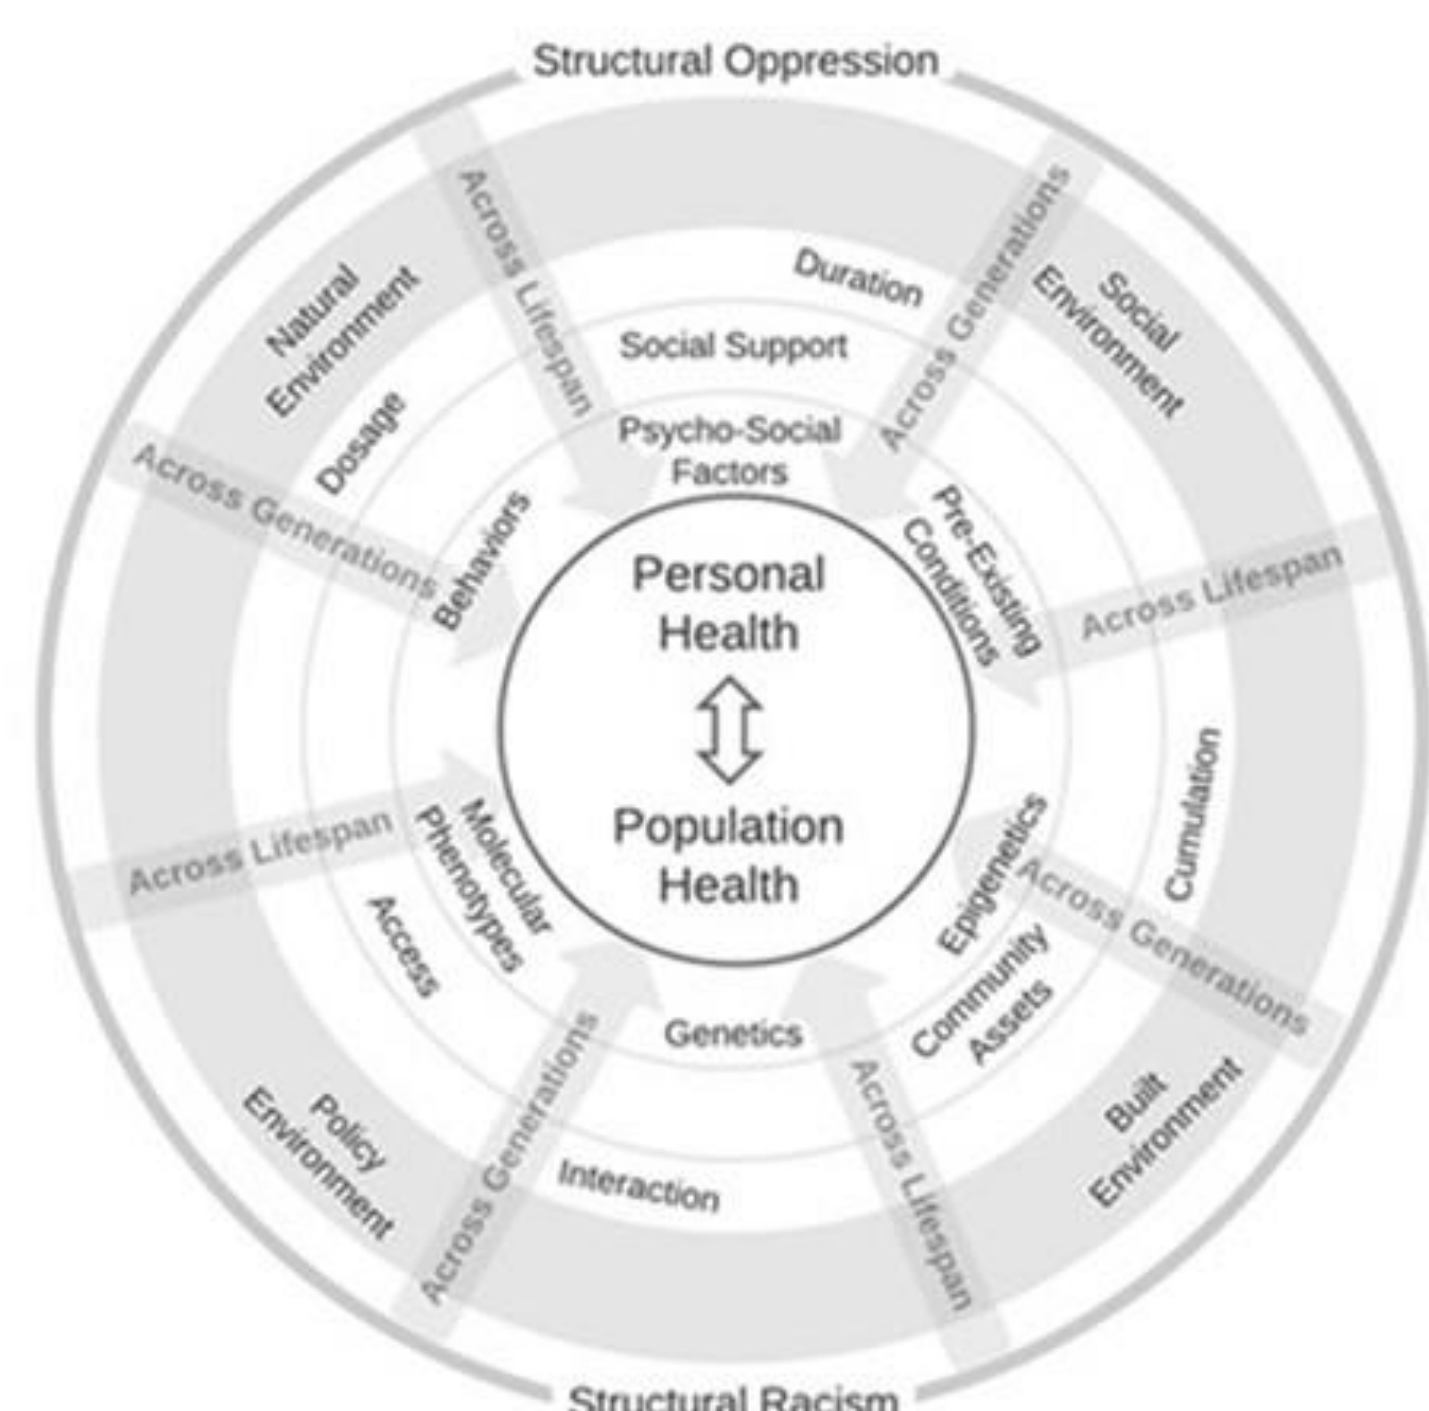 Structural Oppression
Across Lifespan
Across Generations
Natural
Environment
Duration
Social
Environment
Social Support
Dosage
Psycho-Social
Factors
Across Generations
Behaviors
Pre-Existing
Conditions
Across Lifespan
Personal
Health
Population
Health
Cumulation
Across Lifespan
Molecular
Phenotypes
Epigenetics
Across Generations
Access
Community
Assets
Genetics
Across Generations
Across Lifespan
Policy
Environment
Interaction
Built
Environment
Structural Racism